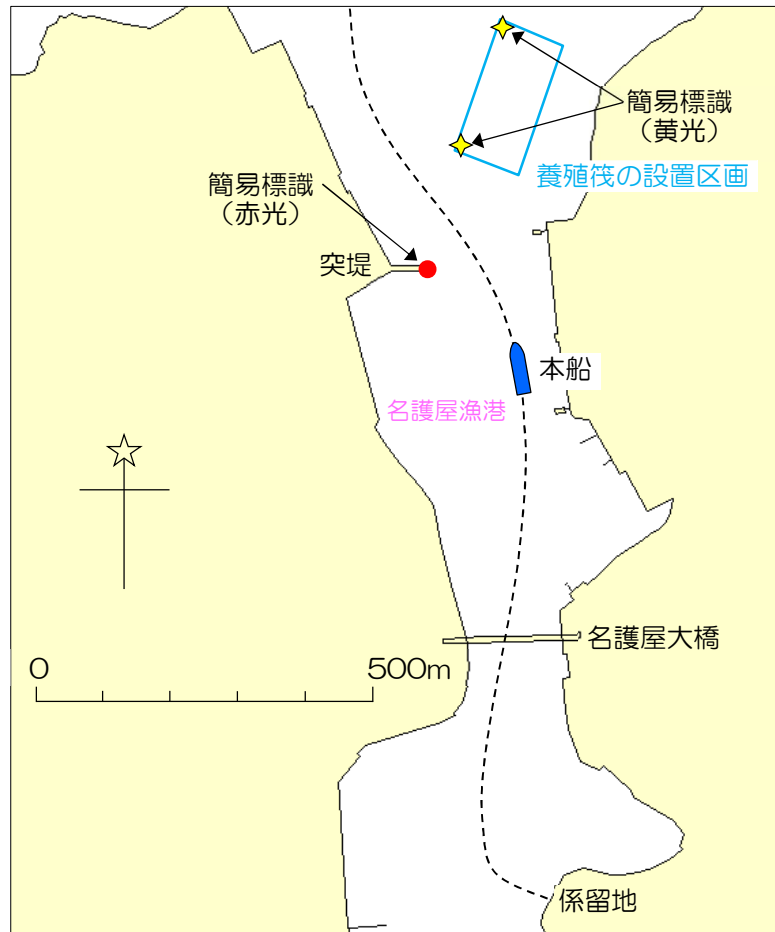 簡易標識
（黄光）
養殖筏の設置区画
簡易標識
（赤光）
突堤
本船
名護屋漁港
名護屋大橋
0 500m
係留地